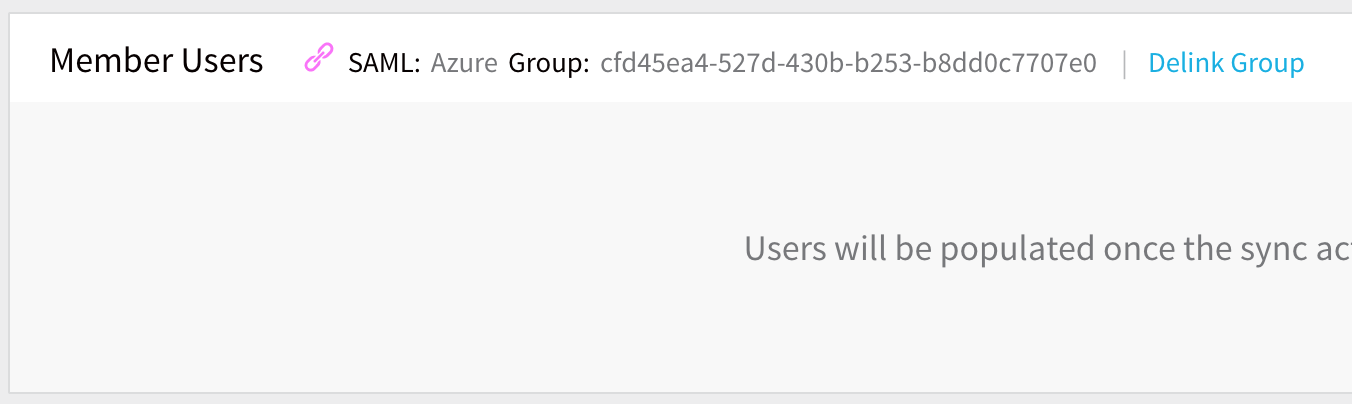 Member Users SAML: Azure Group: cfd45ea4-527d-430b-b253-b8dd0c7707e0 | Delink Group
Users will be populated once the sync